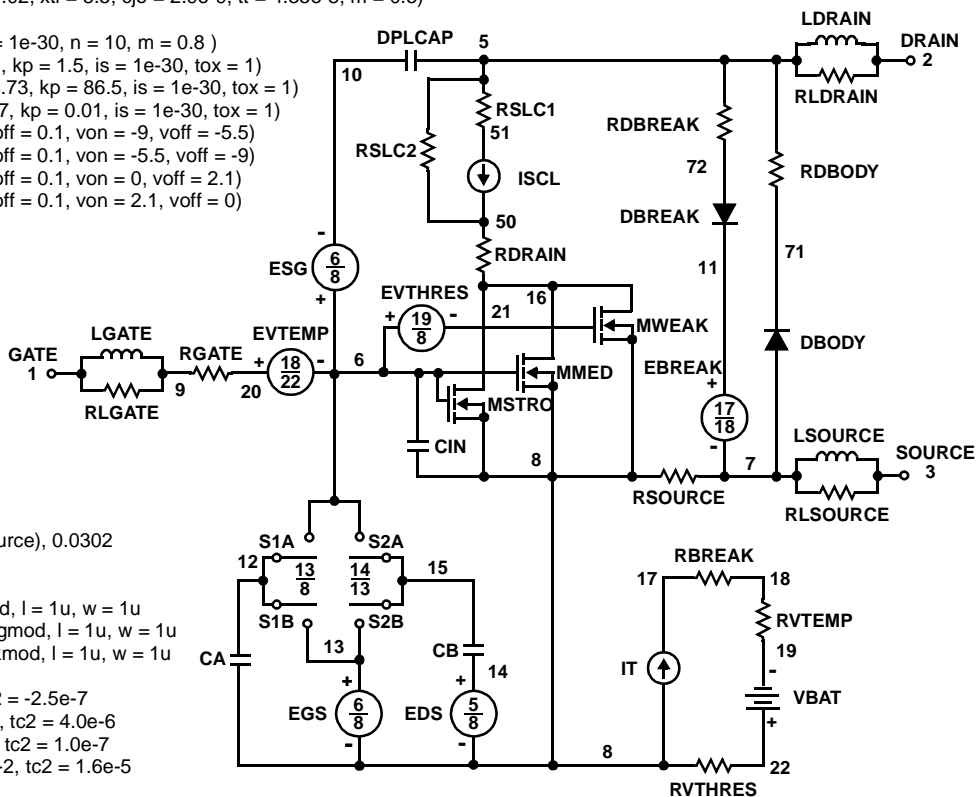 .02, xti = 5.5, cjo = 2.9e-9, tt = 4.35e-8, m = 0.5)
= 1e-30, n = 10, m = 0.8 )
, kp = 1.5, is = 1e-30, tox = 1)
.73, kp = 86.5, is = 1e-30, tox = 1)
7, kp = 0.01, is = 1e-30, tox = 1)
off = 0.1, von = -9, voff = -5.5)
off = 0.1, von = -5.5, voff = -9)
off = 0.1, von = 0, voff = 2.1)
off = 0.1, von = 2.1, voff = 0)
LDRAIN
DPLCAP 5 DRAIN
10 2
RSLC1 RLDRAIN
51 RDBREAK
RSLC2 72 RDBODY
ISCL
50 DBREAK
- RDRAIN 71
ESG 6/8 11
+ EVTHRES 16
+ 19/8 - 21 MWEAK
LGATE EVTEMP
GATE RGATE + 18/22 - 6 MMED EBREAK + DBODY
1 9 20 MSTRO
RLGATE 17/18
CIN - LSOURCE
8 7 SOURCE
RSOURCE 3
RLSOURCE
urce), 0.0302
S1A S2A
12 13/8 14/13 15
S1B S2B
13
RBREAK
17 18
RVTEMP
19
d, l = 1u, w = 1u
gmod, l = 1u, w = 1u
kmod, l = 1u, w = 1u
CA CB 14
IT - VBAT +
2 = -2.5e-7
, tc2 = 4.0e-6
tc2 = 1.0e-7
-2, tc2 = 1.6e-5
+ +
EGS 6/8 EDS 5/8
- -
8 22
RVTHRES